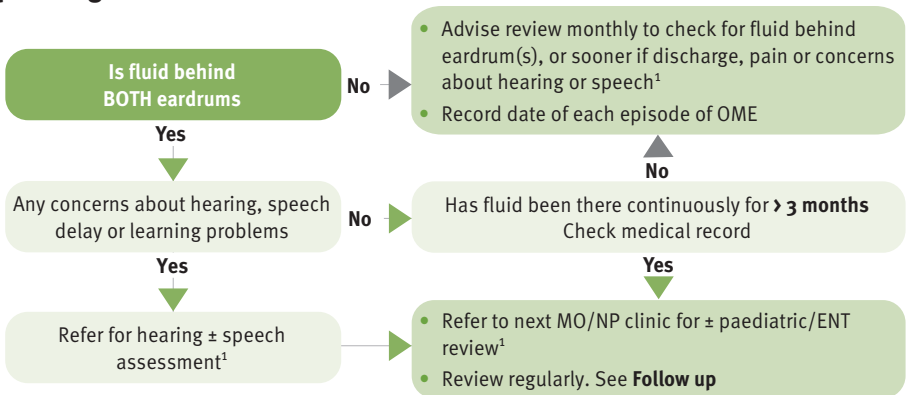 Is fluid behind
BOTH eardrums
No
• Advise review monthly to check for fluid behind
eardrum(s), or sooner if discharge, pain or concerns
about hearing or speech¹
• Record date of each episode of OME
Yes
No
Any concerns about hearing, speech
delay or learning problems
No
Has fluid been there continuously for > 3 months
Check medical record
Yes
Yes
Refer for hearing ± speech
assessment¹
• Refer to next MO/NP clinic for ± paediatric/ENT
review¹
• Review regularly. See Follow up